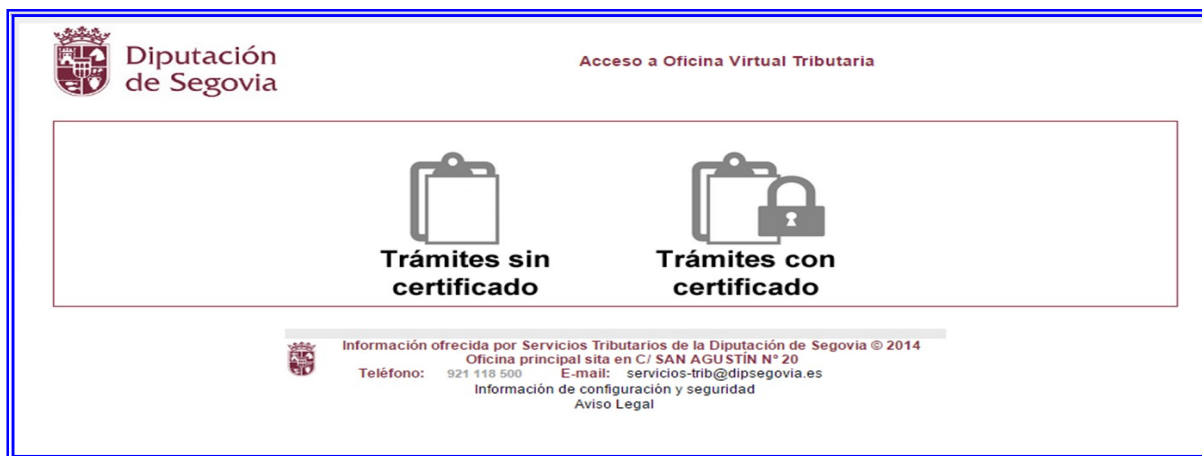 Diputación
de Segovia
Acceso a Oficina Virtual Tributaria
Trámites sin
certificado
Trámites con
certificado
Información ofrecida por Servicios Tributarios de la Diputación de Segovia © 2014
Oficina principal sita en C/ SAN AGUSTÍN Nº 20
Teléfono: 921 118 500 E-mail: servicios-trib@dipsegovia.es
Información de configuración y seguridad
Aviso Legal